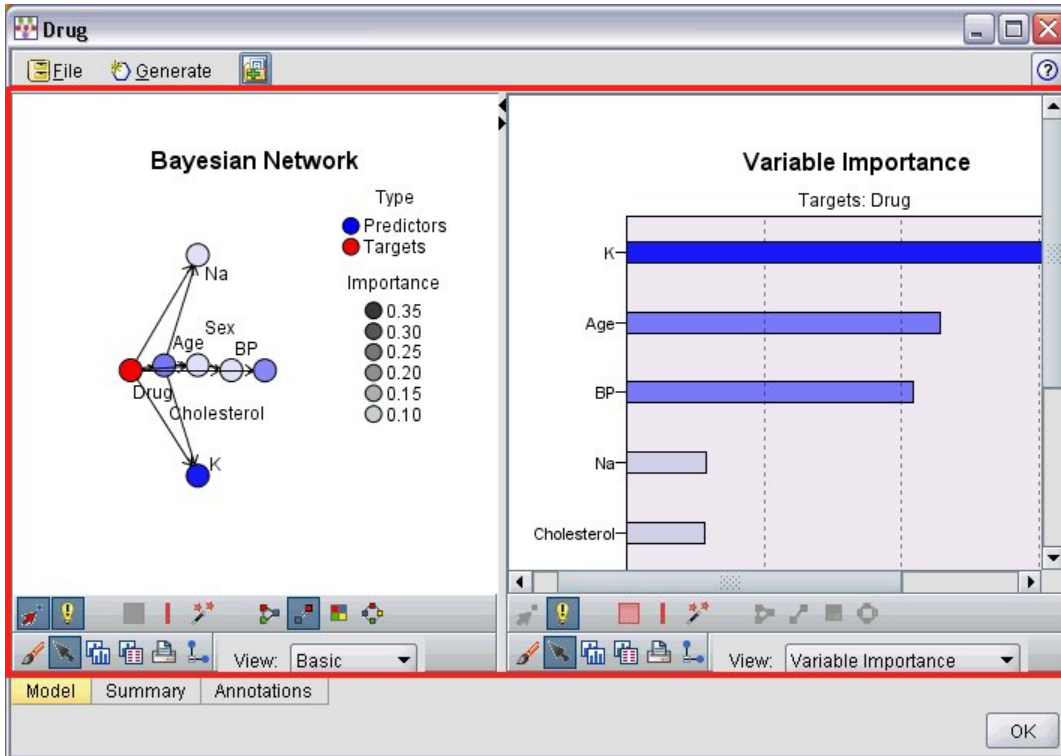 Drug
File Generate
Bayesian Network
Type
Predictors
Targets
Importance
0.35
0.30
0.25
0.20
0.15
0.10
Na
Sex
Age
BP
Drug
Cholesterol
K
View: Basic
Variable Importance
Targets: Drug
K
Age
BP
Na
Cholesterol
View: Variable Importance
Model Summary Annotations
OK